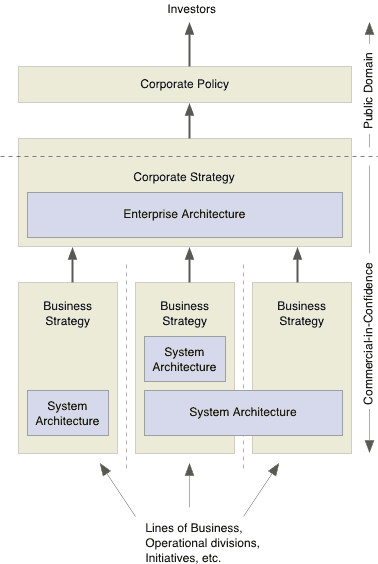 Investors
Public Domain
Corporate Policy
Corporate Strategy
Enterprise Architecture
Commercial-in-Confidence
Business
Strategy
Business
Strategy
Business
Strategy
System
Architecture
System
Architecture
System Architecture
Lines of Business,
Operational divisions,
Initiatives, etc.